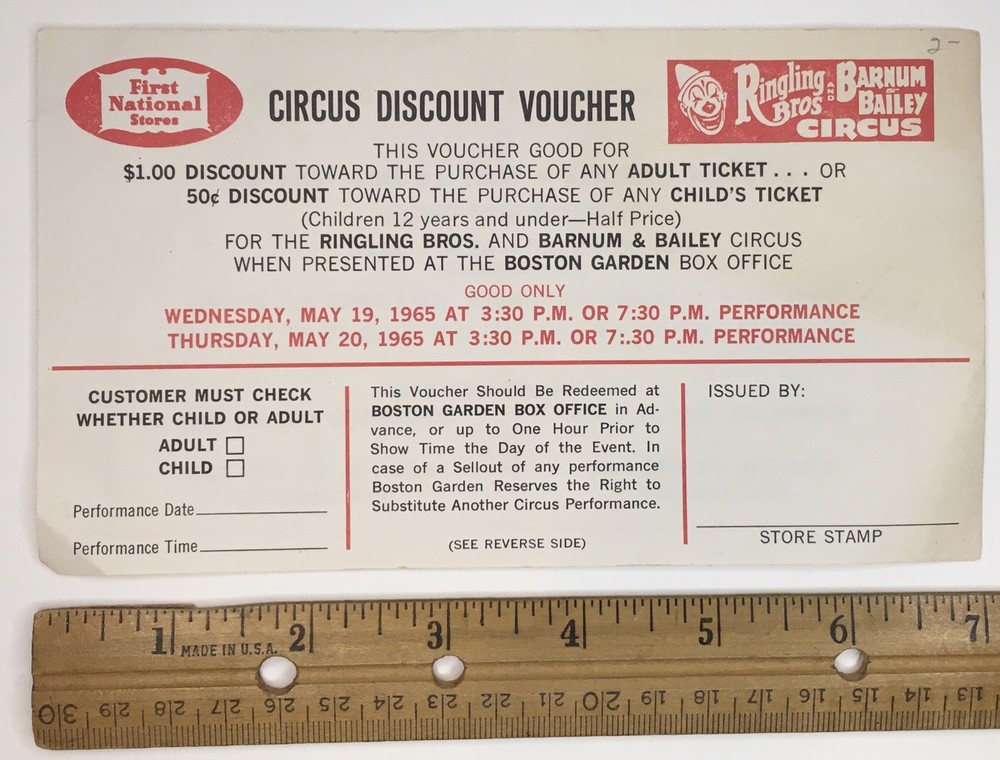 2-
First
National
Stores
CIRCUS DISCOUNT VOUCHER
Ringling
Bros AND
BARNUM
& BAILEY
CIRCUS
THIS VOUCHER GOOD FOR
$1.00 DISCOUNT TOWARD THE PURCHASE OF ANY ADULT TICKET... OR
50¢ DISCOUNT TOWARD THE PURCHASE OF ANY CHILD'S TICKET
(Children 12 years and under—Half Price)
FOR THE RINGLING BROS. AND BARNUM & BAILEY CIRCUS
WHEN PRESENTED AT THE BOSTON GARDEN BOX OFFICE
GOOD ONLY
WEDNESDAY, MAY 19, 1965 AT 3:30 P.M. OR 7:30 P.M. PERFORMANCE
THURSDAY, MAY 20, 1965 AT 3:30 P.M. OR 7:.30 P.M. PERFORMANCE
CUSTOMER MUST CHECK
WHETHER CHILD OR ADULT
ADULT
CHILD
Performance Date
Performance Time
This Voucher Should Be Redeemed at
BOSTON GARDEN BOX OFFICE in Ad-
vance, or up to One Hour Prior to
Show Time the Day of the Event. In
case of a Sellout of any performance
Boston Garden Reserves the Right to
Substitute Another Circus Performance.
(SEE REVERSE SIDE)
ISSUED BY:
STORE STAMP
1 2 3 4 5 6 7
MADE IN U.S.A.
30 29 28 27 26 25 24 23 22 21 20 19 18 17 16 15 14 13